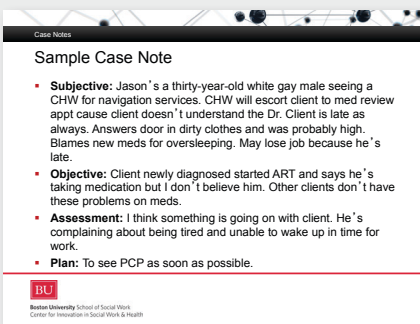 Case Notes
Sample Case Note
▪ Subjective: Jason's a thirty-year-old white gay male seeing a
CHW for navigation services. CHW will escort client to med review
appt cause client doesn't understand the Dr. Client is late as
always. Answers door in dirty clothes and was probably high.
Blames new meds for oversleeping. May lose job because he's
late.
▪ Objective: Client newly diagnosed started ART and says he's
taking medication but I don't believe him. Other clients don't have
these problems on meds.
▪ Assessment: I think something is going on with client. He's
complaining about being tired and unable to wake up in time for
work.
▪ Plan: To see PCP as soon as possible.
BU
Boston University School of Social Work
Center for Innovation in Social Work & Health